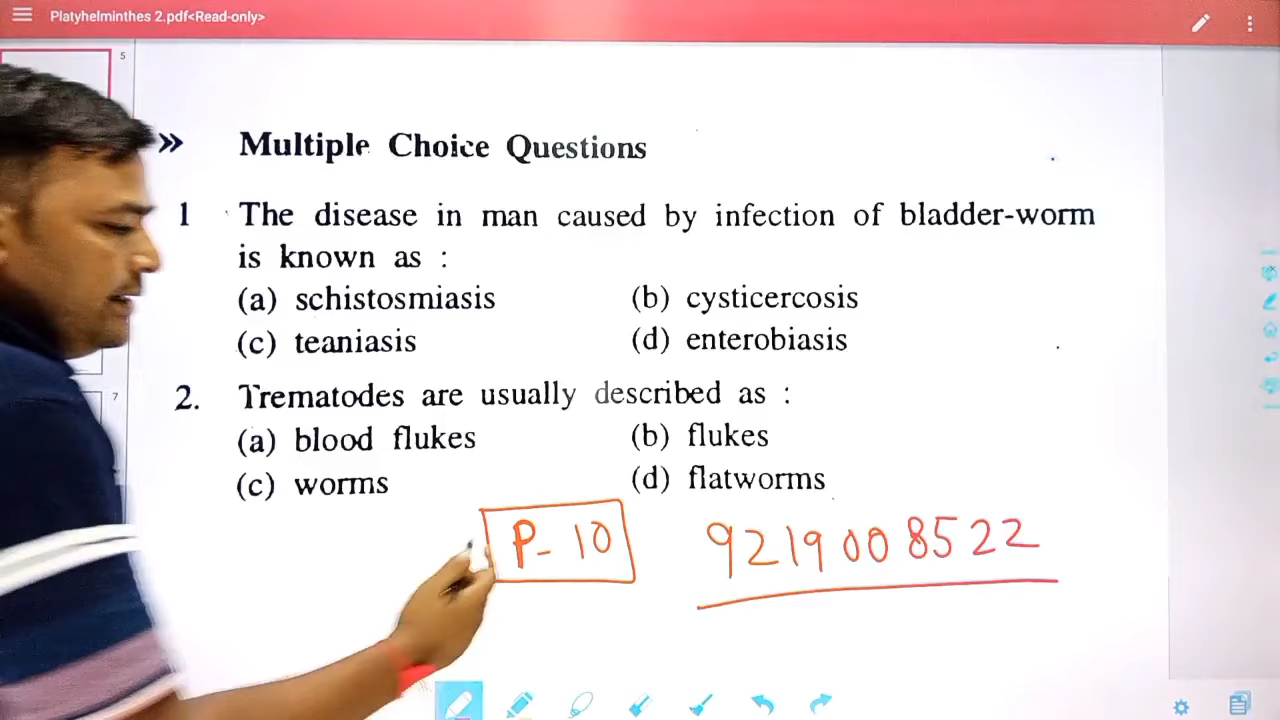 Platyhelminthes 2.pdf<Read-only>
5
» Multiple Choice Questions
1 The disease in man caused by infection of bladder-worm
is known as :
(a) schistosmiasis (b) cysticercosis
(c) teaniasis (d) enterobiasis
7
2. Trematodes are usually described as :
(a) blood flukes (b) flukes
(c) worms (d) flatworms
P- 10 9219008522